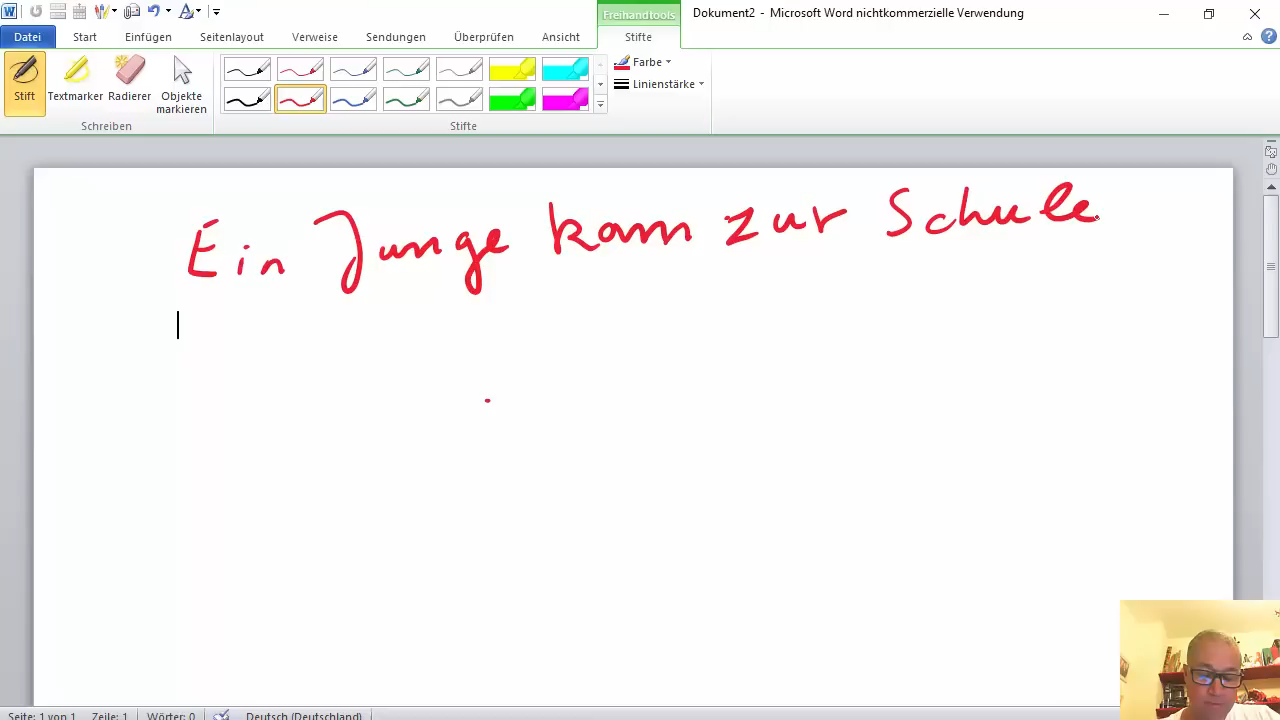 Freihandtools
Dokument2 - Microsoft Word nichtkommerzielle Verwendung
Datei Start Einfügen Seitenlayout Verweise Sendungen Überprüfen Ansicht Stifte
Stift Textmarker Radierer Objekte markieren
Farbe
Linienstärke
Schreiben Stifte
Ein Junge kam zur Schule
Seite: 1 von 1 Zeile: 1 Wörter: 0 Deutsch (Deutschland)